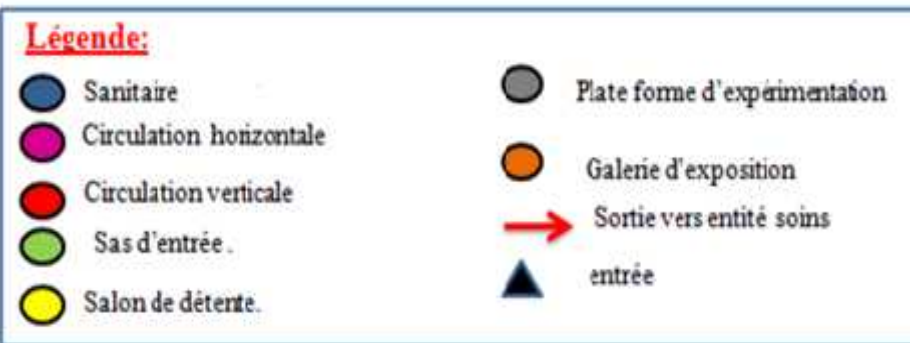 Légende:
Sanitaire
Circulation horizontale
Circulation verticale
Sas d'entrée .
Salon de détente.
Plate forme d'expérimentation
Galerie d'exposition
Sortie vers entité soins
entrée